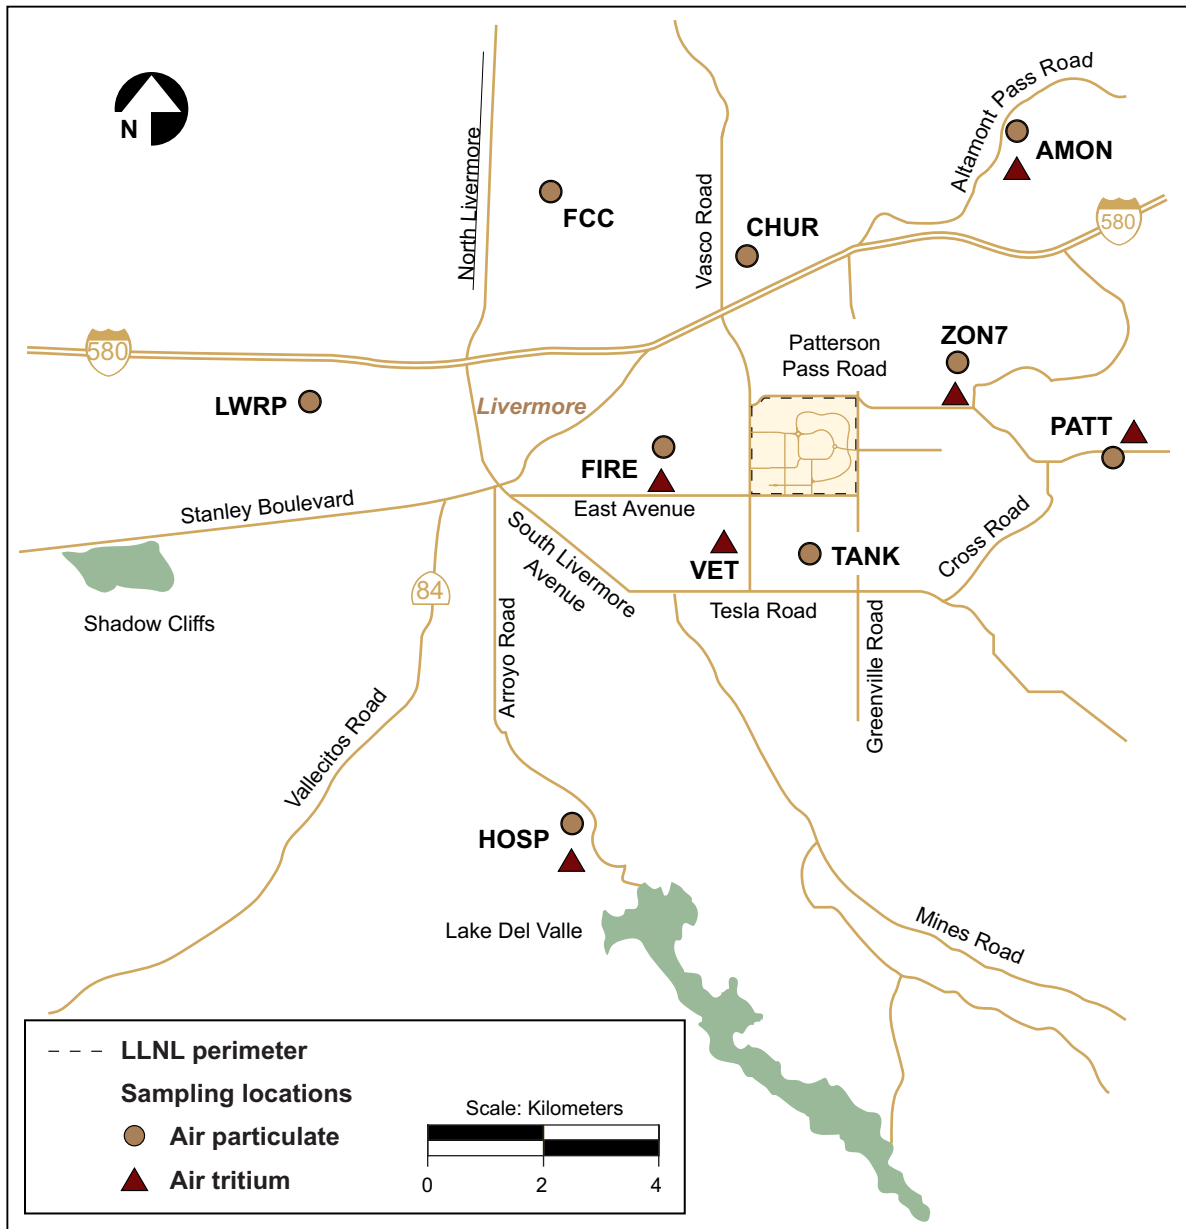 Altamont Pass Road
N
AMON
North Livermore
FCC
Vasco Road
CHUR
580
ZON7
Patterson
Pass Road
580
LWRP
Livermore
PATT
FIRE
Stanley Boulevard
East Avenue
South Livermore
Avenue
Cross Road
VET
TANK
84
Tesla Road
Shadow Cliffs
Arroyo Road
Greenville Road
Vallecitos Road
HOSP
Lake Del Valle
Mines Road
LLNL perimeter
Sampling locations
Air particulate
Air tritium
Scale: Kilometers
0 2 4